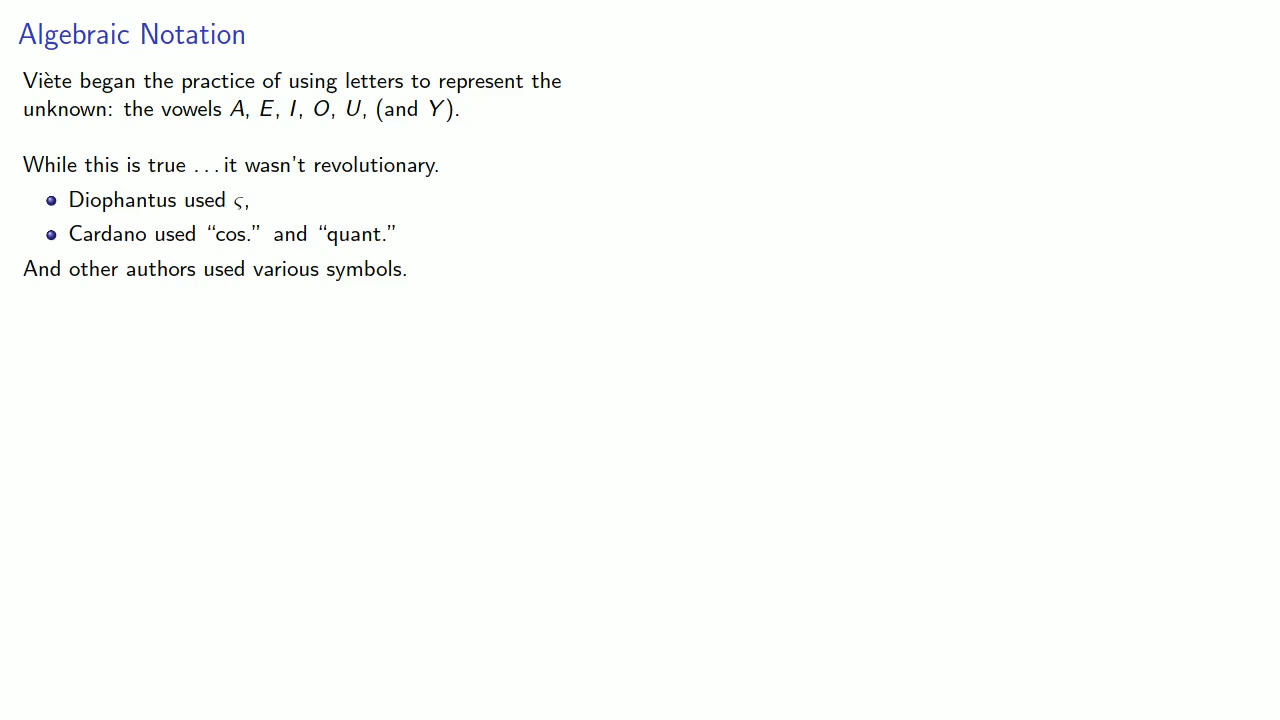 Algebraic Notation
Viète began the practice of using letters to represent the
unknown: the vowels A, E, I, O, U, (and Y).
While this is true . . . it wasn't revolutionary.
Diophantus used ς,
Cardano used “cos.” and “quant.”
And other authors used various symbols.